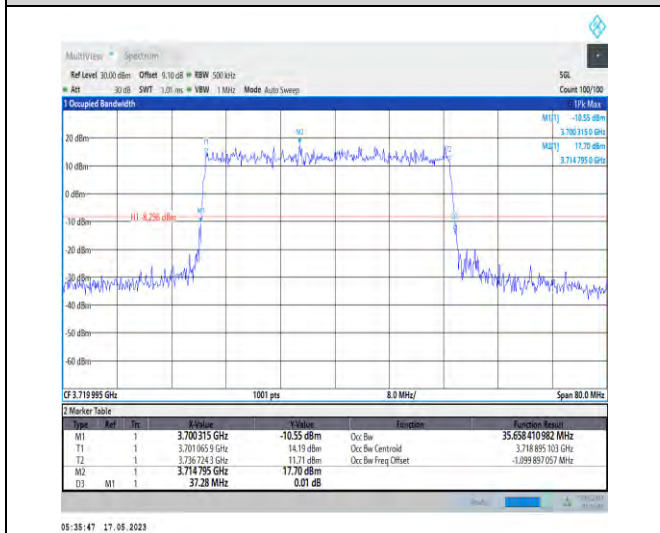 MultiView Spectrum
Ref Level 30.00 dBm Offset 9.10 dB RBW 500 kHz SGL
Att 30 dB SWT 1.01 ms VBW 1 MHz Mode Auto Sweep Count 100/100
1 Occupied Bandwidth 1Pk Max
M1[1] -10.55 dBm
3.700315 0 GHz
M2[1] 17.70 dBm
3.714 795 0 GHz
20 dBm
T1
M2
T2
10 dBm
0 dBm
-10 dBm
H1 -8.296 dBm
M1
-20 dBm
-30 dBm
-40 dBm
-50 dBm
-60 dBm
CF 3.719 995 GHz 1001 pts 8.0 MHz/ Span 80.0 MHz
2 Marker Table
Type Ref Trc X-Value Y-Value Function Function Result
M1 1 3.700315 GHz -10.55 dBm Occ Bw 35.658 410 982 MHz
T1 1 3.701 065 9 GHz 14.19 dBm Occ Bw Centroid 3.718 895 103 GHz
T2 1 3.736 724 3 GHz 11.71 dBm Occ Bw Freq Offset -1.099 897 057 MHz
M2 1 3.714 795 GHz 17.70 dBm
D3 M1 1 37.28 MHz 0.01 dB
05:35:47 17.05.2023